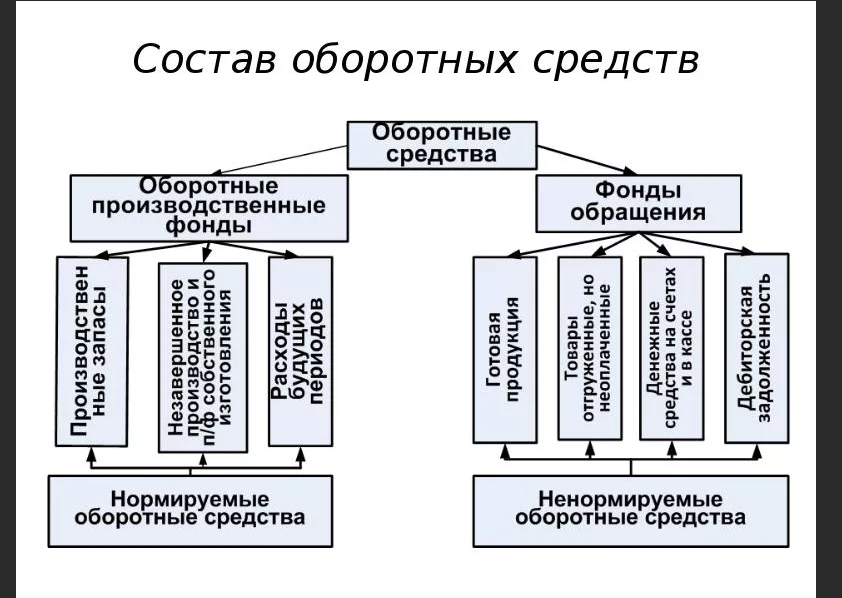 Состав оборотных средств
Оборотные
средства
Оборотные
производственные
фонды
Фонды
обращения
Производствен
ные запасы
Незавершенное
производство и
п/ф собственного
изготовления
Расходы
будущих
периодов
Готовая
продукция
Товары
отгруженные, но
неоплаченные
Денежные
средства на счетах
и в кассе
Дебиторская
задолженность
Нормируемые
оборотные средства
Ненормируемые
оборотные средства